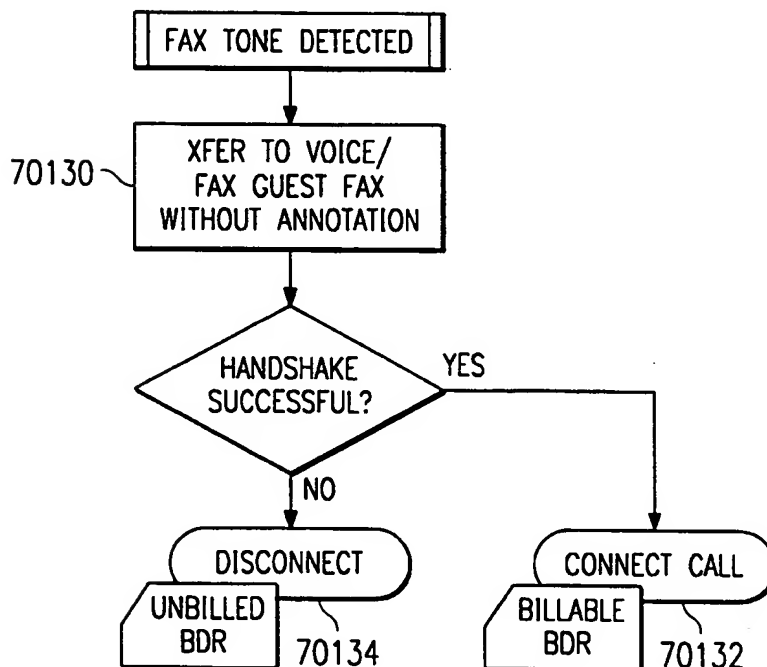 FAX TONE DETECTED
70130
XFER TO VOICE/
FAX GUEST FAX
WITHOUT ANNOTATION
HANDSHAKE
SUCCESSFUL?
YES
NO
DISCONNECT
UNBILLED
BDR
70134
CONNECT CALL
BILLABLE
BDR
70132